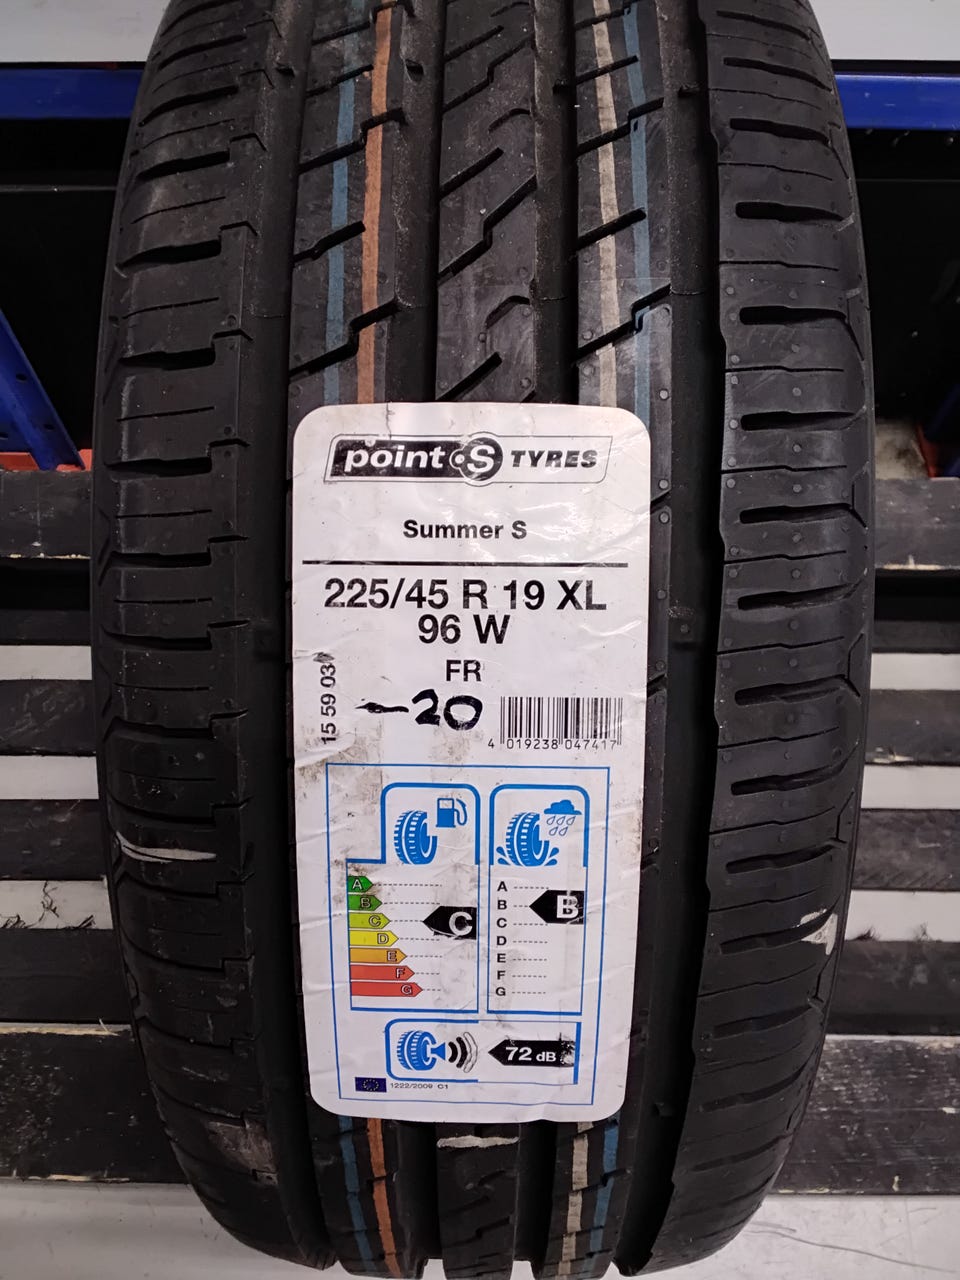 point S TYRES
Summer S
225/45 R 19 XL
96 W
FR
15 59 03
-20
4 019238 047417
A
B
C
D
E
F
G
C
A
B
C
D
E
F
G
B
72 dB
1222/2009 C1